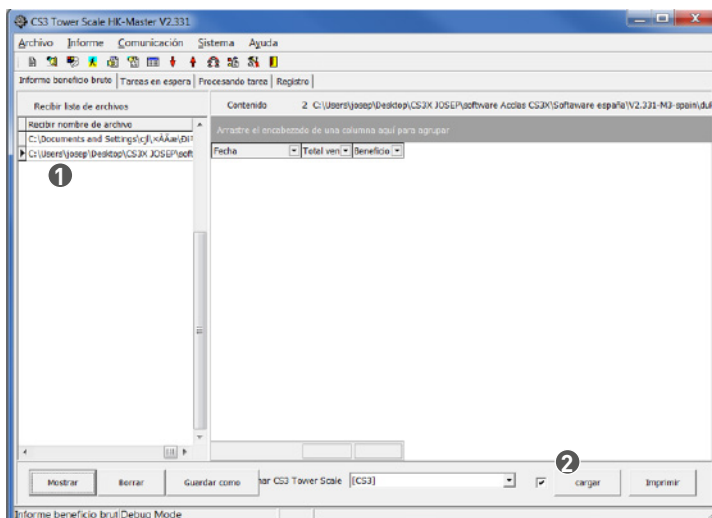 CS3 Tower Scale HK-Master V2.331
Archivo Informe Comunicación Sistema Ayuda
Informe beneficio bruto Tareas en espera Procesando tarea Registro
Recibir liste de archivos
Contenido 2 C:\Users\josep\Desktop\CS3X JOSEP\software Acclas CS3X\Softaware españa\V2.331-M3-spain\dul
Recibir nombre de archivo
Arrastre el encabezado de una columna aquí para agrupar
C:\Documents and Settings\cjl\
Fecha Total ven Beneficio
C:\Users\josep\Desktop\CS3X JOSEP\soft
1
2
Mostrar Borrar Guardar como nar CS3 Tower Scale [CS3] cargar Imprimir
Informe beneficio brut Debug Mode